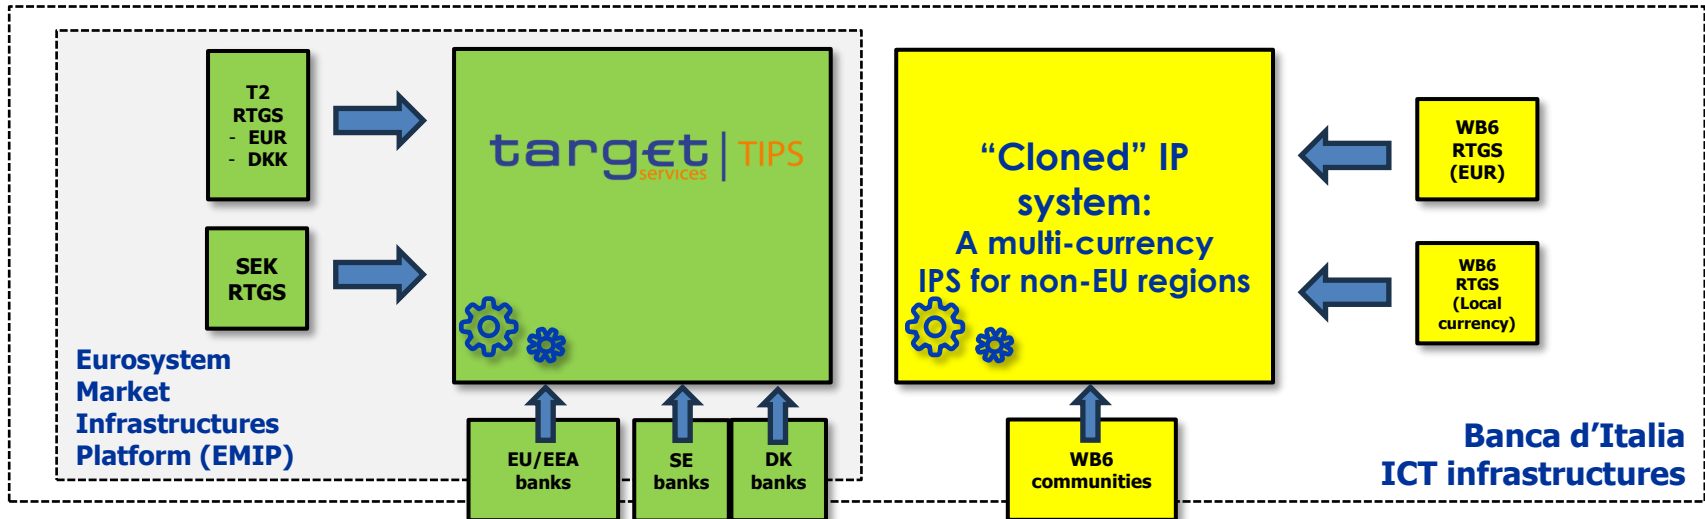 T2
RTGS
- EUR
- DKK
SEK
RTGS
Eurosystem
Market
Infrastructures
Platform (EMIP)
target | TIPS
services
EU/EEA
banks
SE
banks
DK
banks
“Cloned” IP
system:
A multi-currency
IPS for non-EU regions
WB6
communities
WB6
RTGS
(EUR)
WB6
RTGS
(Local
currency)
Banca d’Italia
ICT infrastructures